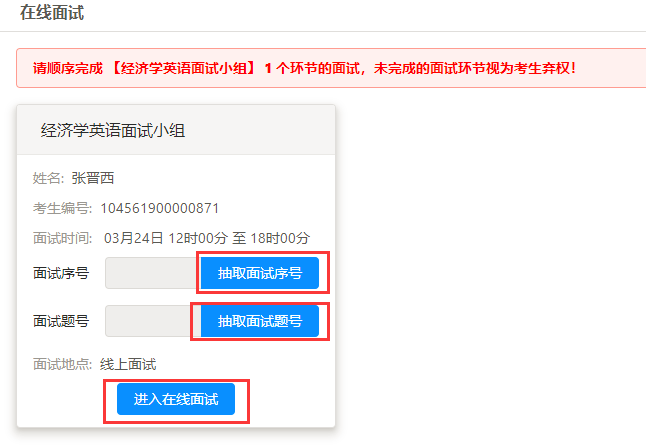 在线面试
请顺序完成 【经济学英语面试小组】 1 个环节的面试，未完成的面试环节视为考生弃权！
经济学英语面试小组
姓名: 张晋西
考生编号: 104561900000871
面试时间: 03月24日 12时00分 至 18时00分
面试序号 抽取面试序号
面试题号 抽取面试题号
面试地点: 线上面试
进入在线面试